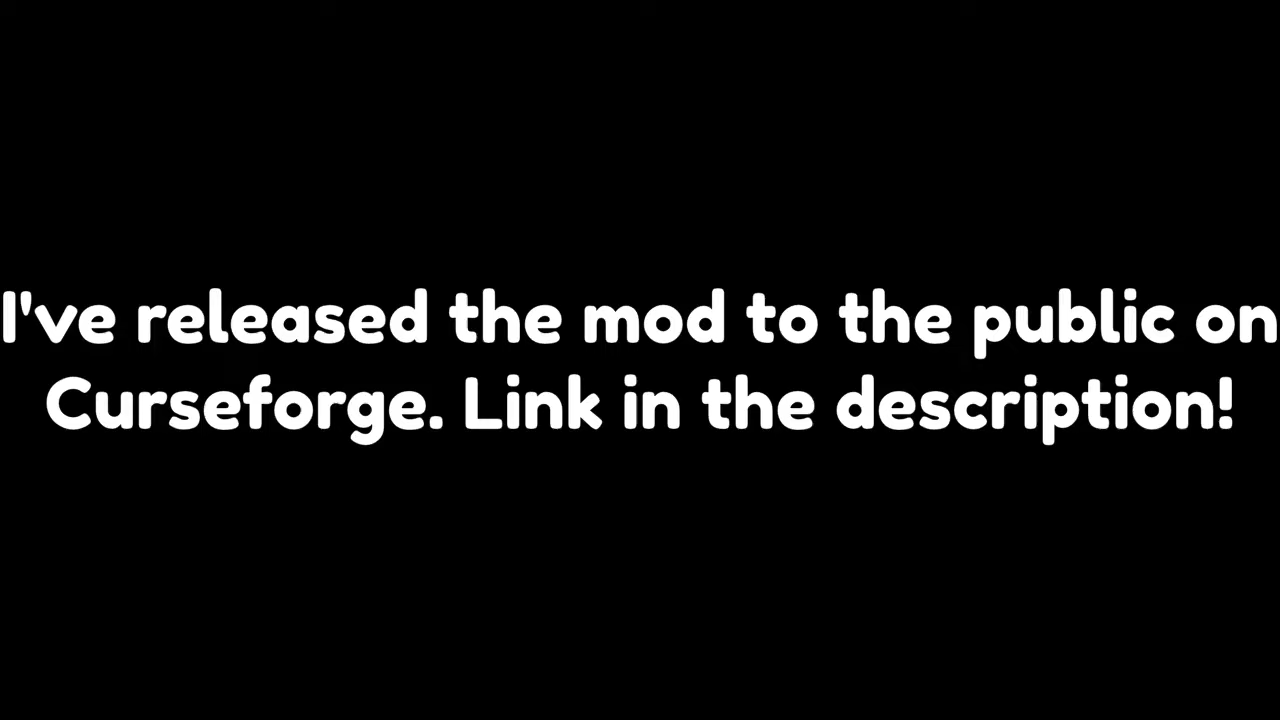 I've released the mod to the public on
Curseforge. Link in the description!